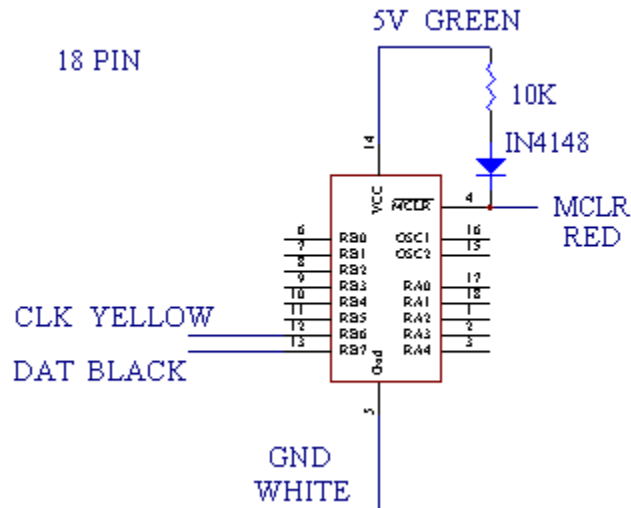 5V GREEN
18 PIN
10K
IN4148
14
VCC
MCLR
4
MCLR
RED
6
RB0
OSC1
16
7
RB1
OSC2
15
8
RB2
9
RB3
RA0
17
10
RB4
RA1
18
11
RB5
RA2
1
CLK YELLOW
12
RB6
RA3
2
13
RB7
RA4
3
DAT BLACK
Gnd
5
GND
WHITE